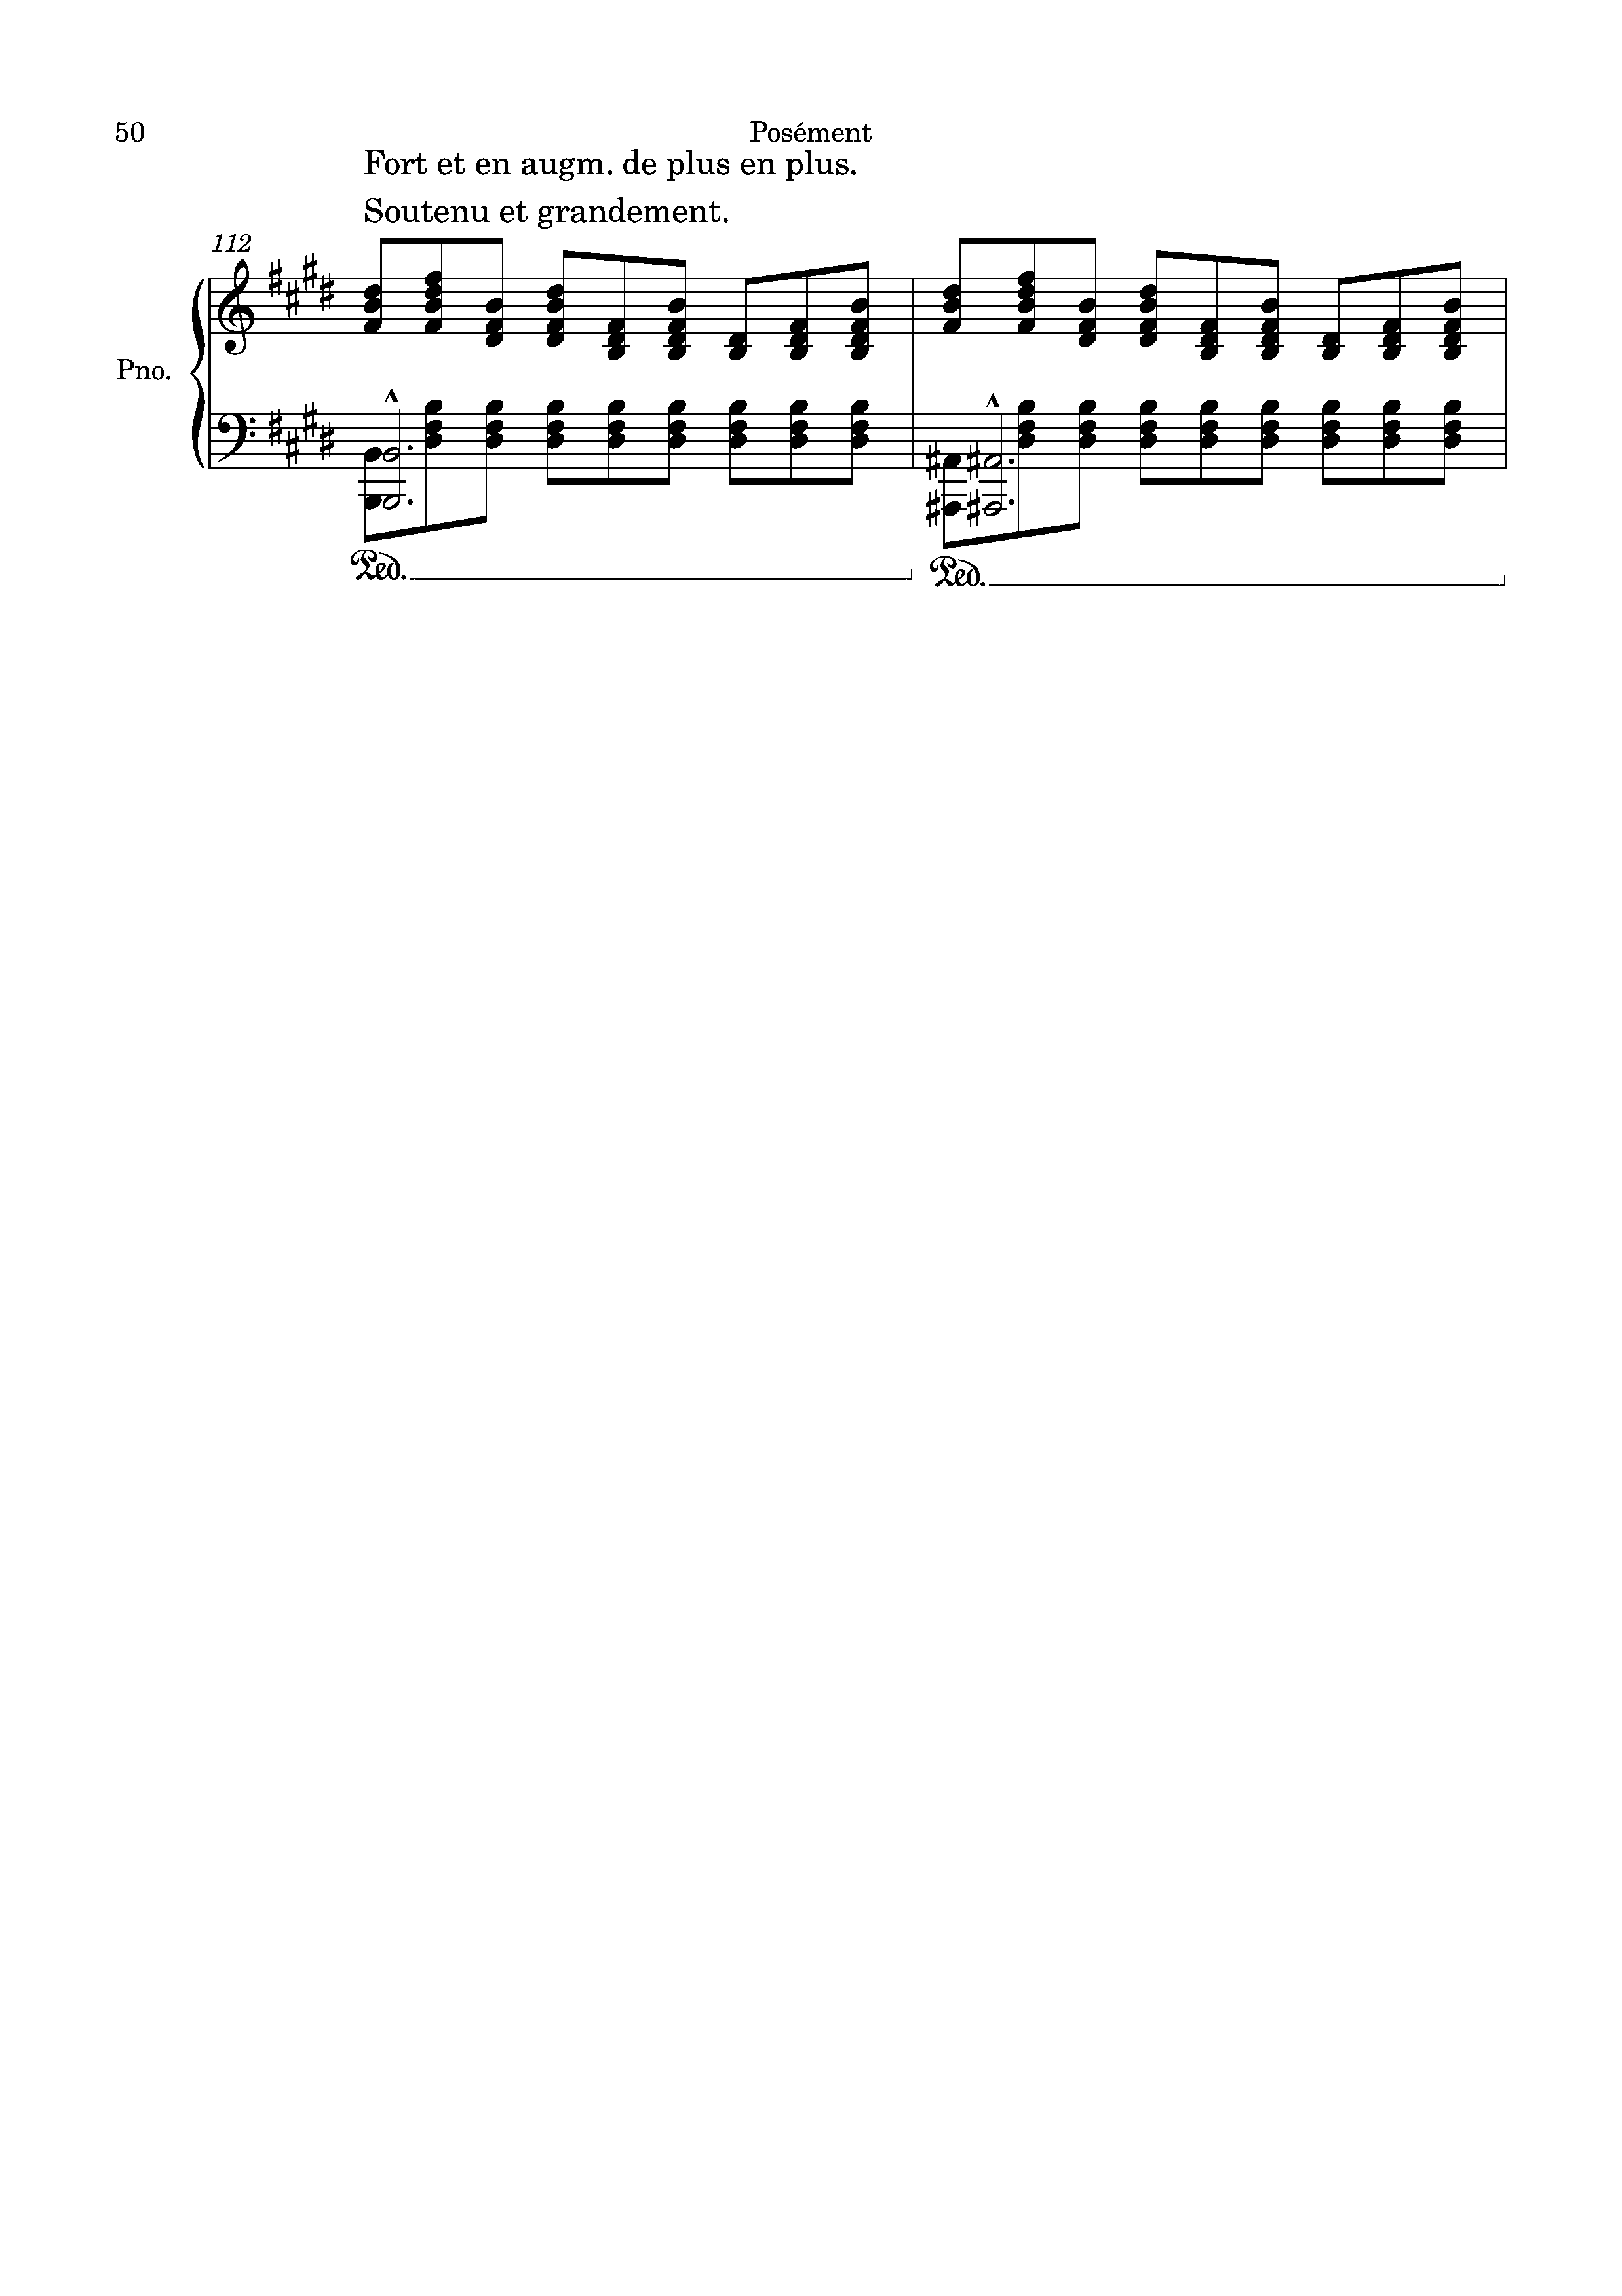 50
Posément
Fort et en augm. de plus en plus.
Soutenu et grandement.
112
Pno.
Ped.
Ped.